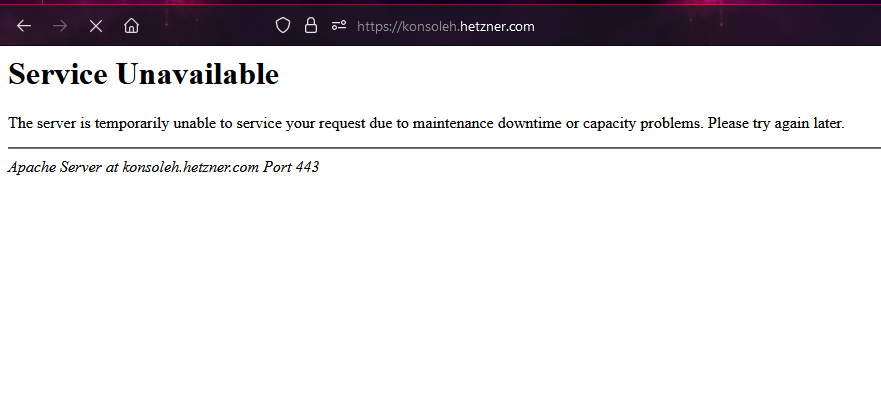 https://konsoleh.hetzner.com
Service Unavailable
The server is temporarily unable to service your request due to maintenance downtime or capacity problems. Please try again later.
Apache Server at konsoleh.hetzner.com Port 443